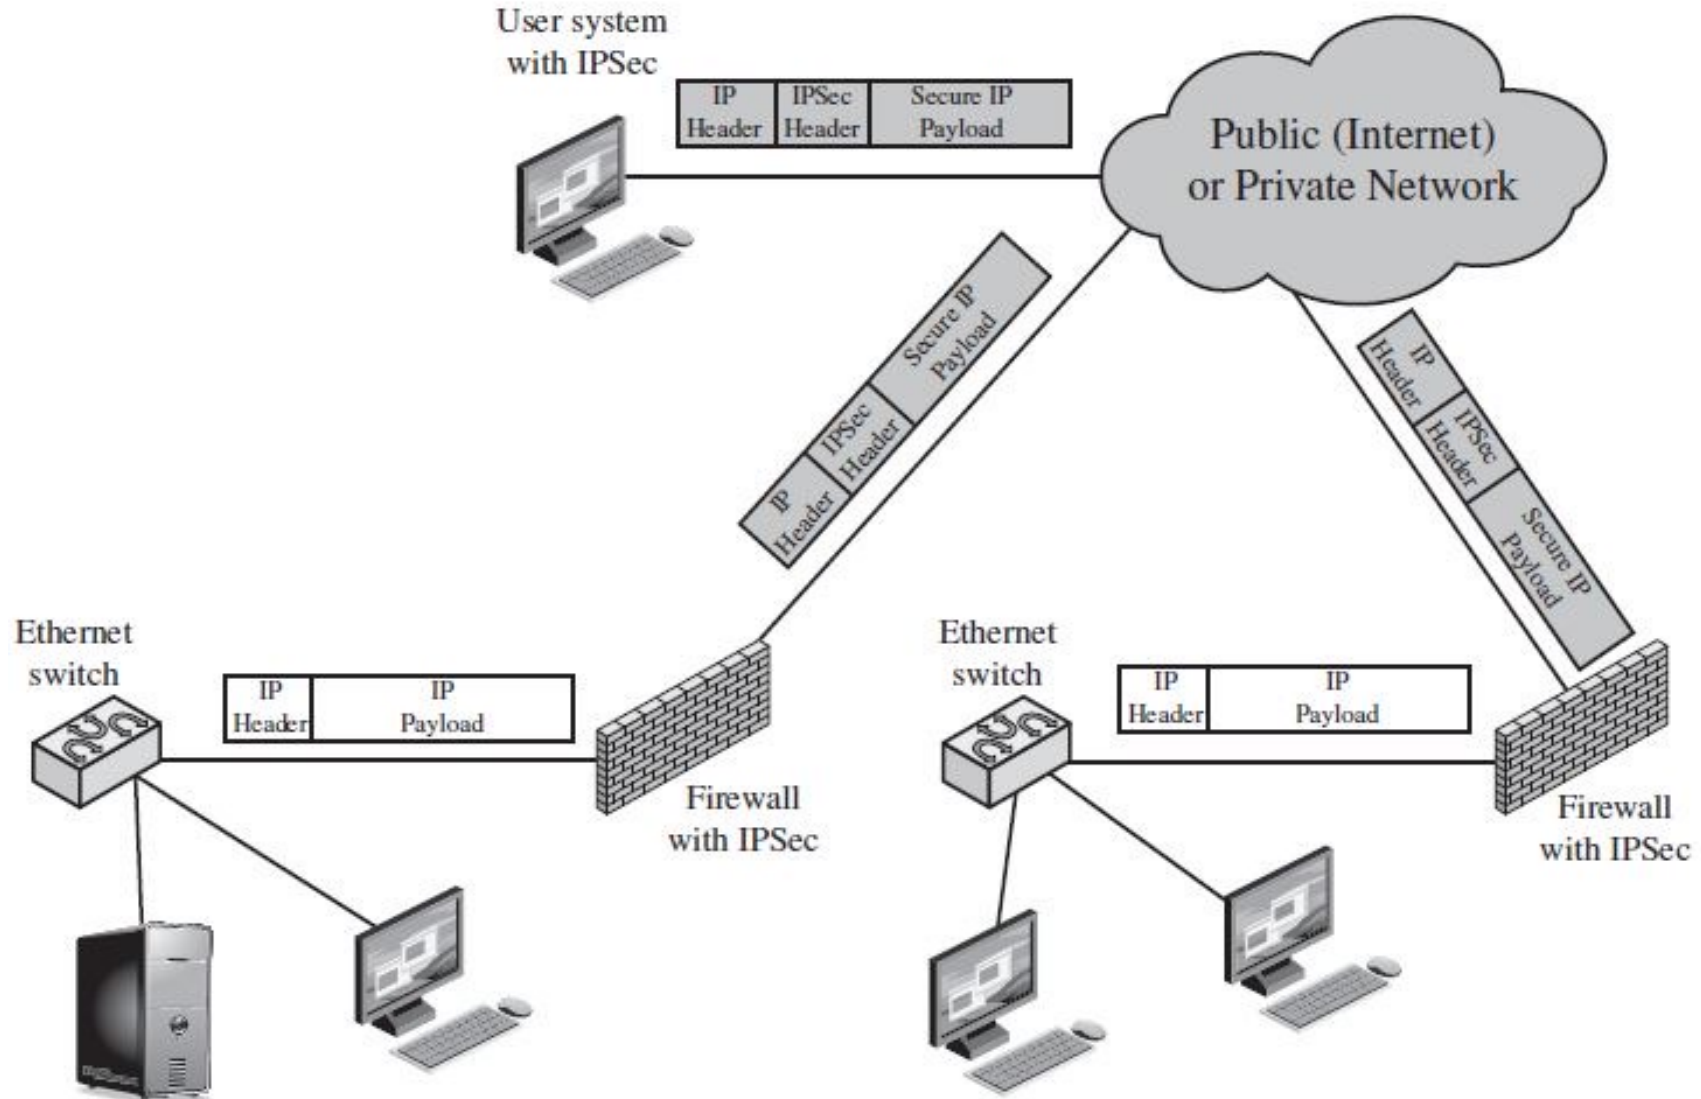 User system
with IPSec
IP
Header
IPSec
Header
Secure IP
Payload
Public (Internet)
or Private Network
IP
Header
IPSec
Header
Secure IP
Payload
IP
Header
IPSec
Header
Secure IP
Payload
Ethernet
switch
IP
Header
IP
Payload
Firewall
with IPSec
Ethernet
switch
IP
Header
IP
Payload
Firewall
with IPSec